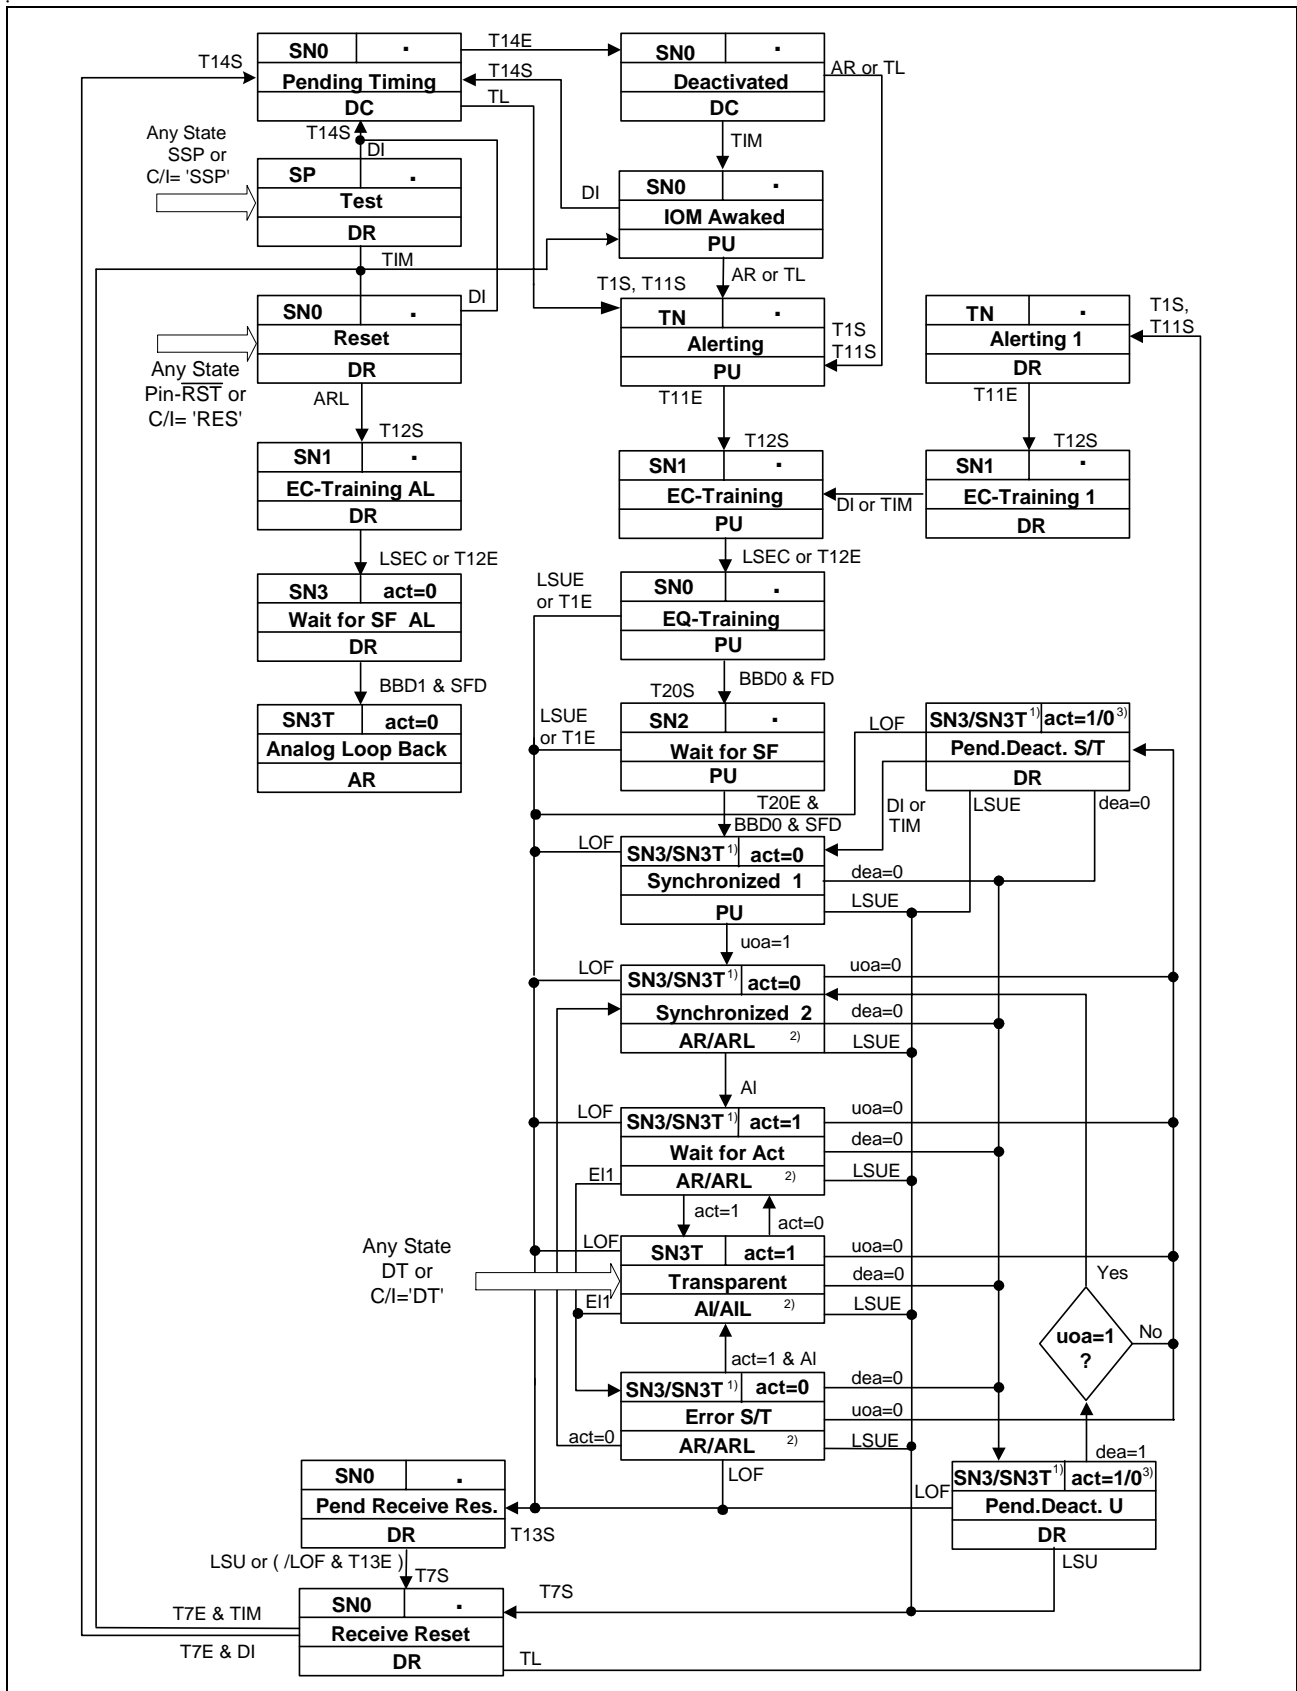 SN0 .
Pending Timing
DC
T14S
T14E
T14S
TL
SN0 .
Deactivated
DC
AR or TL
TIM
Any State
SSP or
C/I= 'SSP'
T14S
DI
SP .
Test
DR
TIM
DI
SN0 .
IOM Awaked
PU
AR or TL
T1S, T11S
DI
SN0 .
Reset
DR
Any State
Pin-RST or
C/I= 'RES'
ARL
TN .
Alerting
PU
T1S
T11S
T11E
TN .
Alerting 1
DR
T1S,
T11S
T11E
T12S
SN1 .
EC-Training AL
DR
LSEC or T12E
T12S
SN1 .
EC-Training
PU
LSEC or T12E
DI or TIM
T12S
SN1 .
EC-Training 1
DR
SN3 act=0
Wait for SF AL
DR
BBD1 & SFD
LSUE
or T1E
SN0 .
EQ-Training
PU
BBD0 & FD
SN3T act=0
Analog Loop Back
AR
T20S
LSUE
or T1E
SN2 .
Wait for SF
PU
T20E &
BBD0 & SFD
LOF
SN3/SN3T 1) act=1/0 3)
Pend.Deact. S/T
DR
DI or
TIM
LSUE
dea=0
LOF
SN3/SN3T 1) act=0
Synchronized 1
PU
dea=0
LSUE
uoa=1
LOF
SN3/SN3T 1) act=0
Synchronized 2
AR/ARL 2)
uoa=0
dea=0
LSUE
AI
LOF
SN3/SN3T 1) act=1
Wait for Act
AR/ARL 2)
uoa=0
dea=0
LSUE
EI1
act=1
act=0
Any State
DT or
C/I='DT'
LOF
SN3T act=1
Transparent
AI/AIL 2)
uoa=0
dea=0
LSUE
EI1
act=1 & AI
Yes
uoa=1
?
No
SN3/SN3T 1) act=0
Error S/T
AR/ARL 2)
dea=0
uoa=0
LSUE
act=0
LOF
dea=1
LOF
SN3/SN3T 1) act=1/0 3)
Pend.Deact. U
DR
LSU
SN0 .
Pend Receive Res.
DR
T13S
LSU or ( /LOF & T13E )
T7S
T7S
SN0 .
Receive Reset
DR
T7E & TIM
T7E & DI
TL